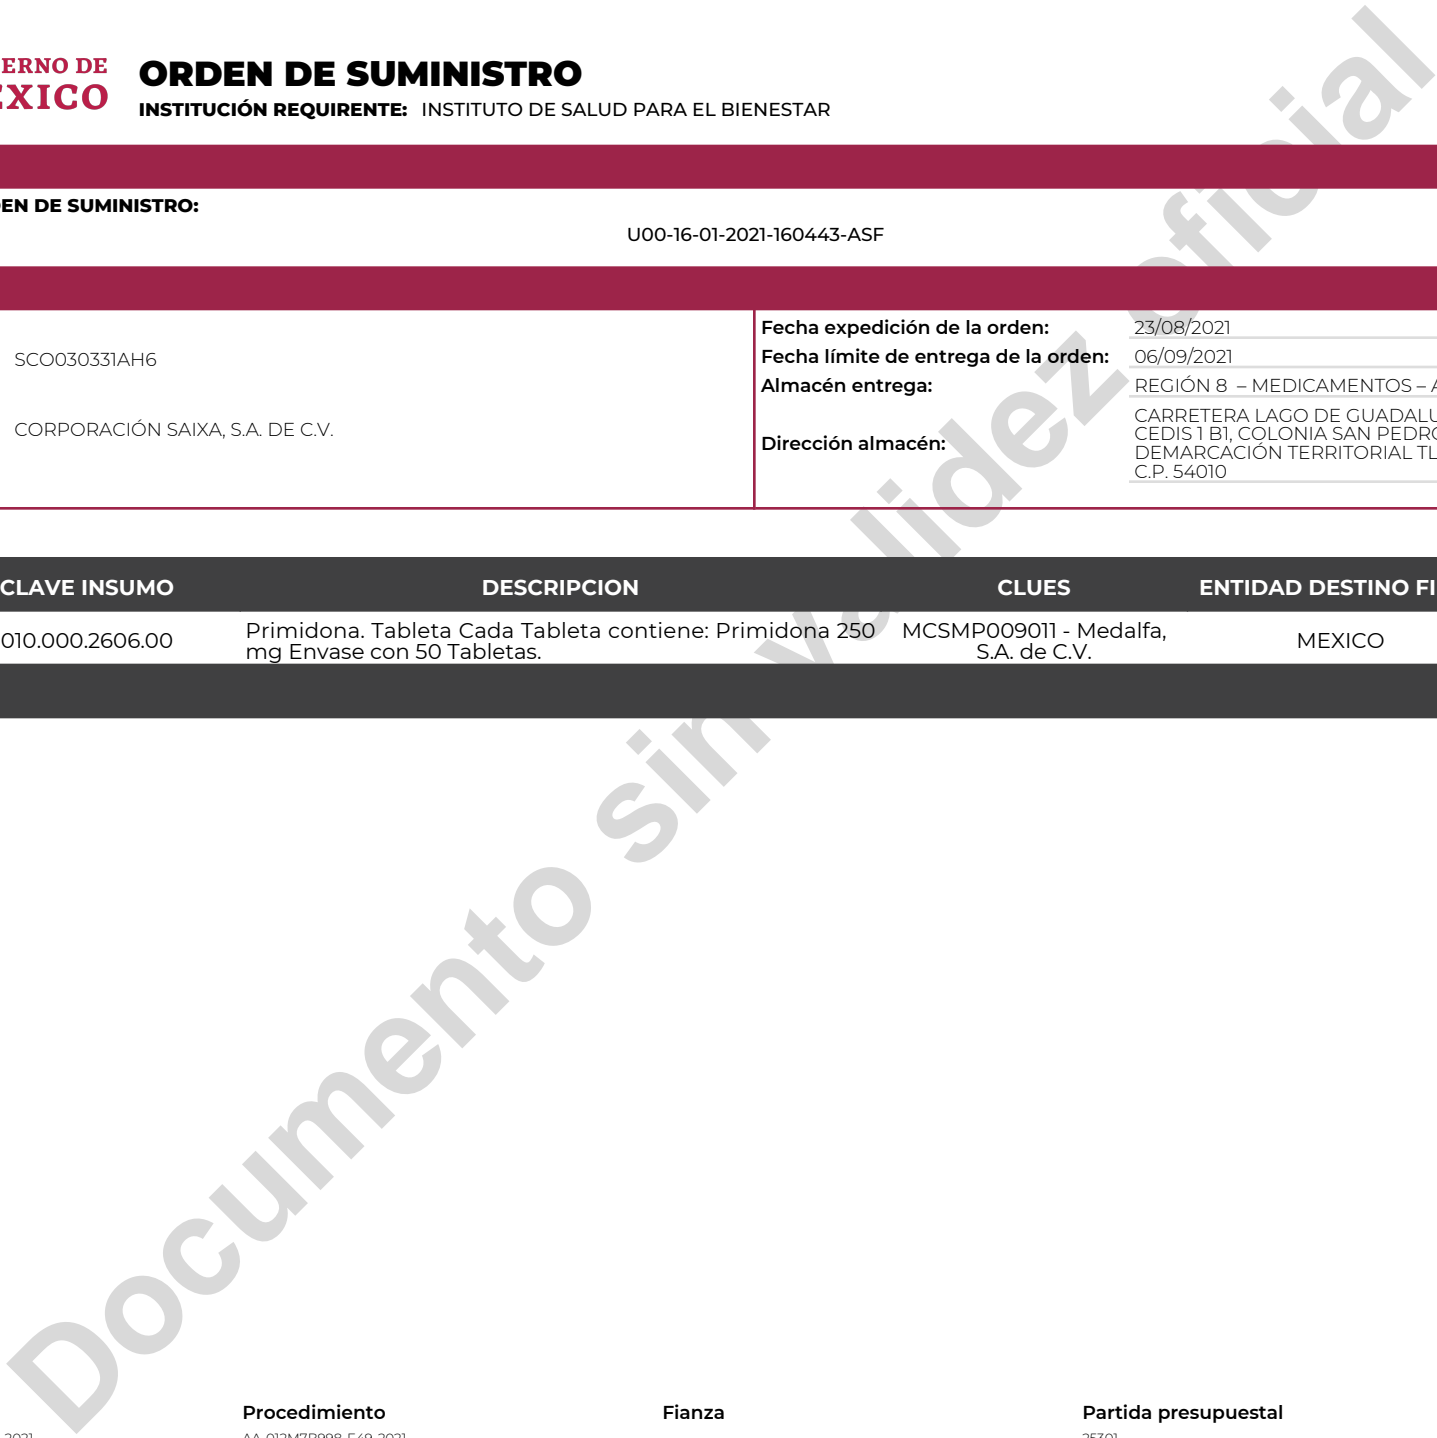 ERNO DE
EXICO
ORDEN DE SUMINISTRO
INSTITUCIÓN REQUIRENTE: INSTITUTO DE SALUD PARA EL BIENESTAR
EN DE SUMINISTRO:
U00-16-01-2021-160443-ASF
SCO030331AH6
CORPORACIÓN SAIXA, S.A. DE C.V.
Fecha expedición de la orden: 23/08/2021
Fecha límite de entrega de la orden: 06/09/2021
Almacén entrega: REGIÓN 8 – MEDICAMENTOS – A
Dirección almacén:
CARRETERA LAGO DE GUADALU
CEDIS 1 B1, COLONIA SAN PEDRO
DEMARCACIÓN TERRITORIAL TL
C.P. 54010
CLAVE INSUMO DESCRIPCION CLUES ENTIDAD DESTINO FI
010.000.2606.00
Primidona. Tableta Cada Tableta contiene: Primidona 250
mg Envase con 50 Tabletas.
MCSMP009011 - Medalfa,
S.A. de C.V.
MEXICO
Documento sin validez oficial
Procedimiento Fianza Partida presupuestal